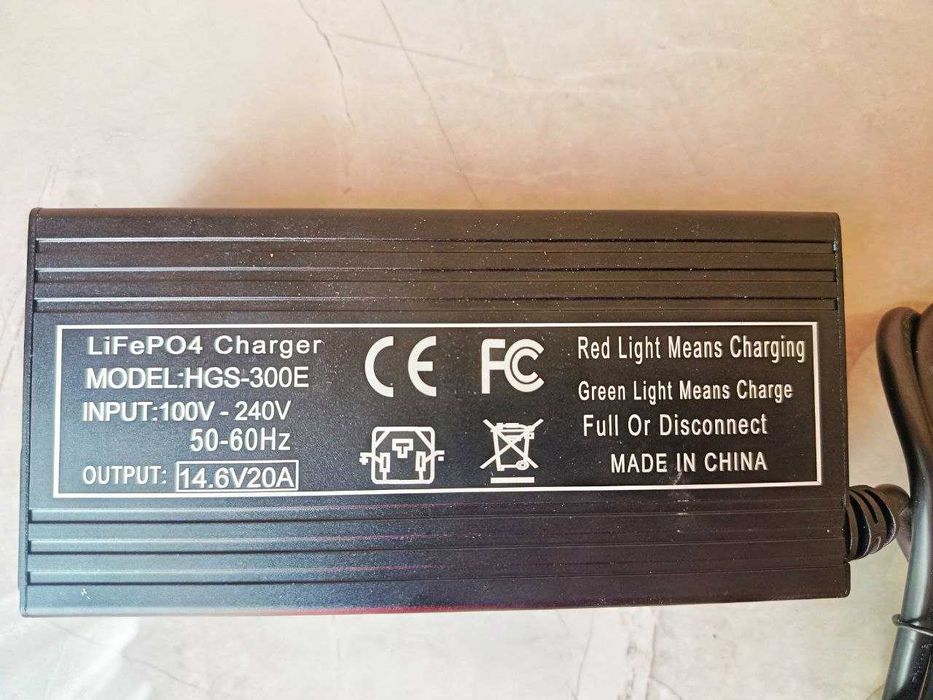 LiFePO4 Charger
MODEL:HGS-300E
INPUT:100V - 240V
50-60Hz
OUTPUT: 14.6V20A
CE FC
Red Light Means Charging
Green Light Means Charge
Full Or Disconnect
MADE IN CHINA